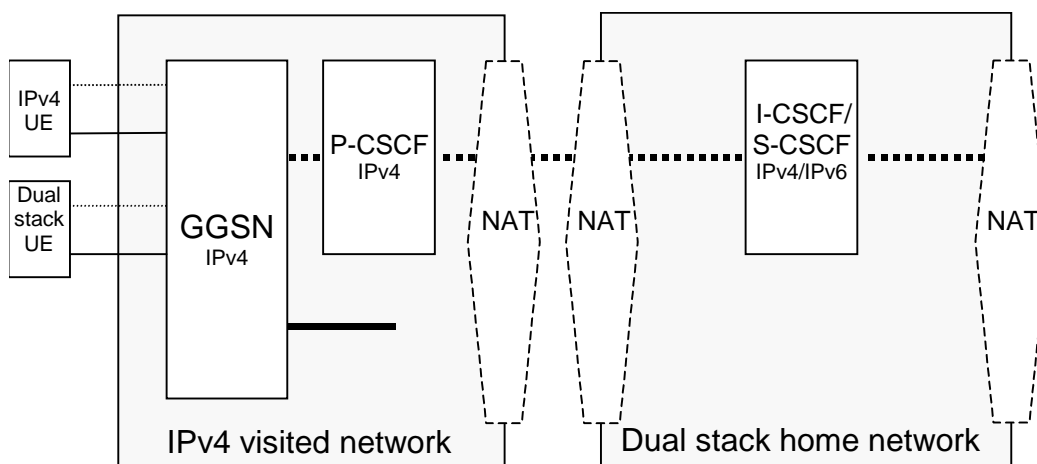 IPv4
UE
Dual
stack
UE
GGSN
IPv4
P-CSCF
IPv4
NAT
NAT
I-CSCF/
S-CSCF
IPv4/IPv6
NAT
IPv4 visited network
Dual stack home network